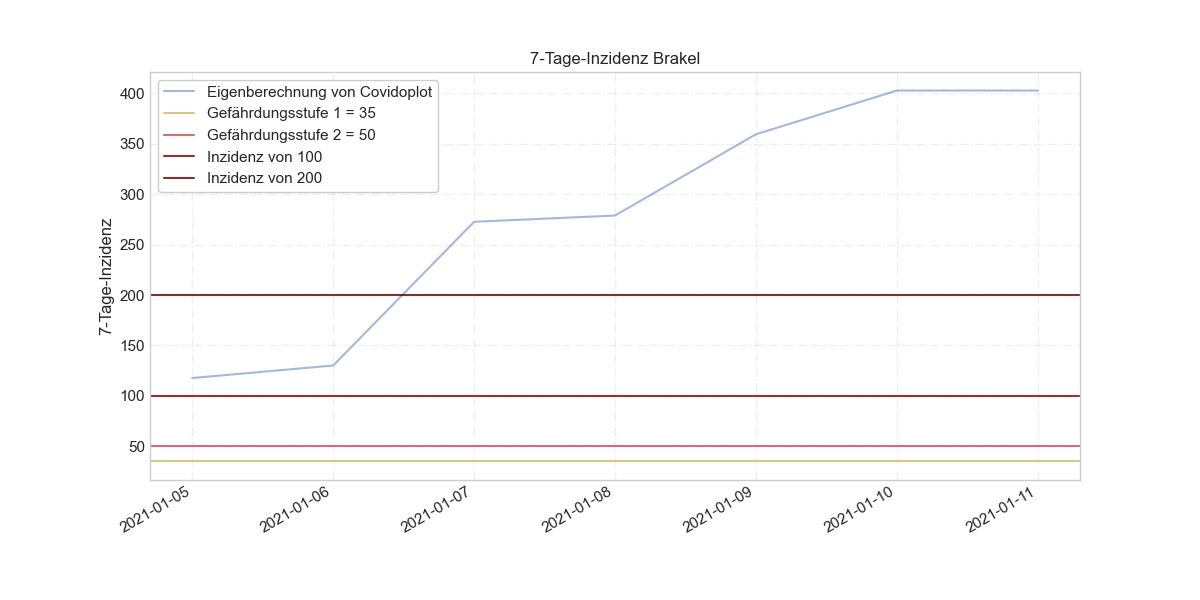 7-Tage-Inzidenz Brakel
Eigenberechnung von Covidoplot
Gefährdungsstufe 1 = 35
Gefährdungsstufe 2 = 50
Inzidenz von 100
Inzidenz von 200
7-Tage-Inzidenz
400
350
300
250
200
150
100
50
2021-01-05
2021-01-06
2021-01-07
2021-01-08
2021-01-09
2021-01-10
2021-01-11